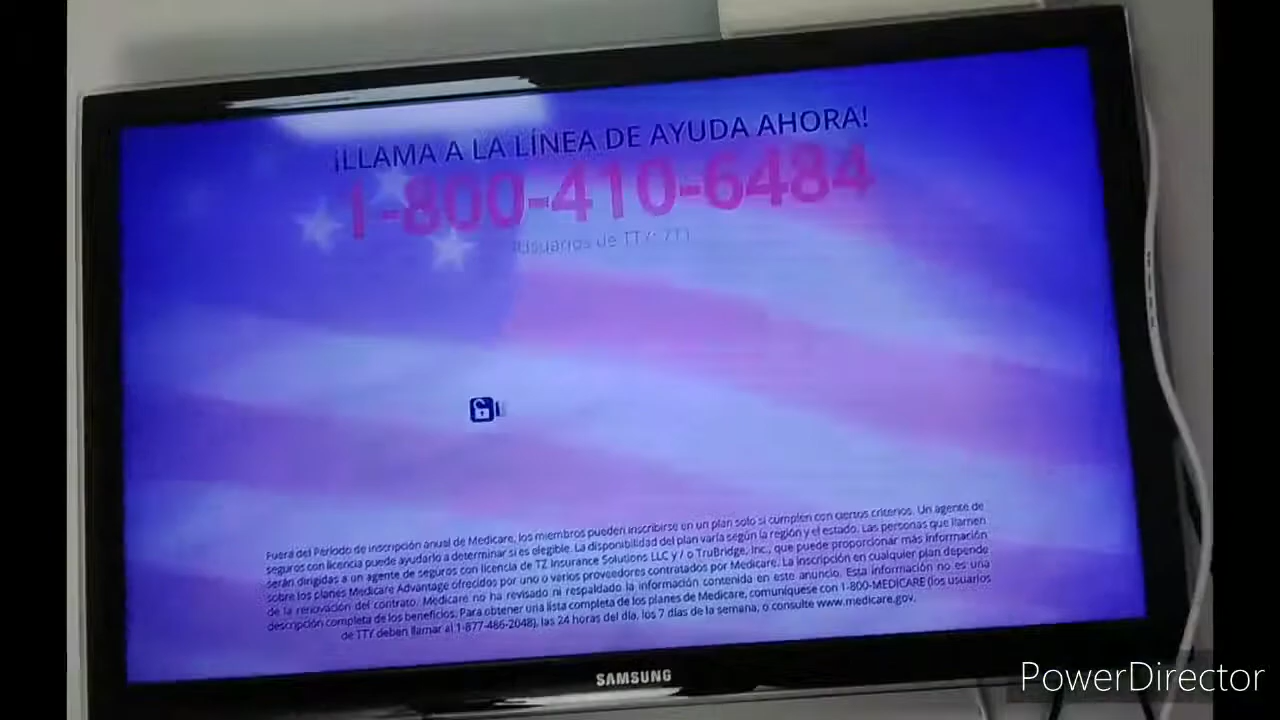 ¡LLAMA A LA LÍNEA DE AYUDA AHORA!
1-800-410-6484
Usuarios de TTY: 711
Fuera del Período de inscripción anual de Medicare, los miembros pueden inscribirse en un plan solo si cumplen con ciertos criterios. Un agente de
seguros con licencia puede ayudarlo a determinar si es elegible. La disponibilidad del plan varía según la región y el estado. Las personas que llamen
serán dirigidas a un agente de seguros con licencia de TZ Insurance Solutions LLC y / o TruBridge, Inc., que puede proporcionar más información
sobre los planes Medicare Advantage ofrecidos por uno o varios proveedores contratados por Medicare. La inscripción en cualquier plan depende
de la renovación del contrato. Medicare no ha revisado ni respaldado la información contenida en este anuncio. Esta información no es una
descripción completa de los beneficios. Para obtener una lista completa de los planes de Medicare, comuníquese con 1-800-MEDICARE (los usuarios
de TTY deben llamar al 1-877-486-2048), las 24 horas del día, los 7 días de la semana, o consulte www.medicare.gov.
SAMSUNG
PowerDirector